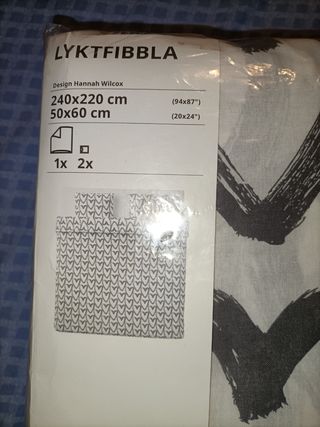 LYKTFIBBLA
Design Hannah Wilcox
240x220 cm (94x87")
50x60 cm (20x24")
1x 2x